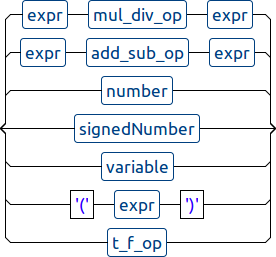 expr mul_div_op expr
expr add_sub_op expr
number
signedNumber
variable
'(' expr ')'
t_f_op